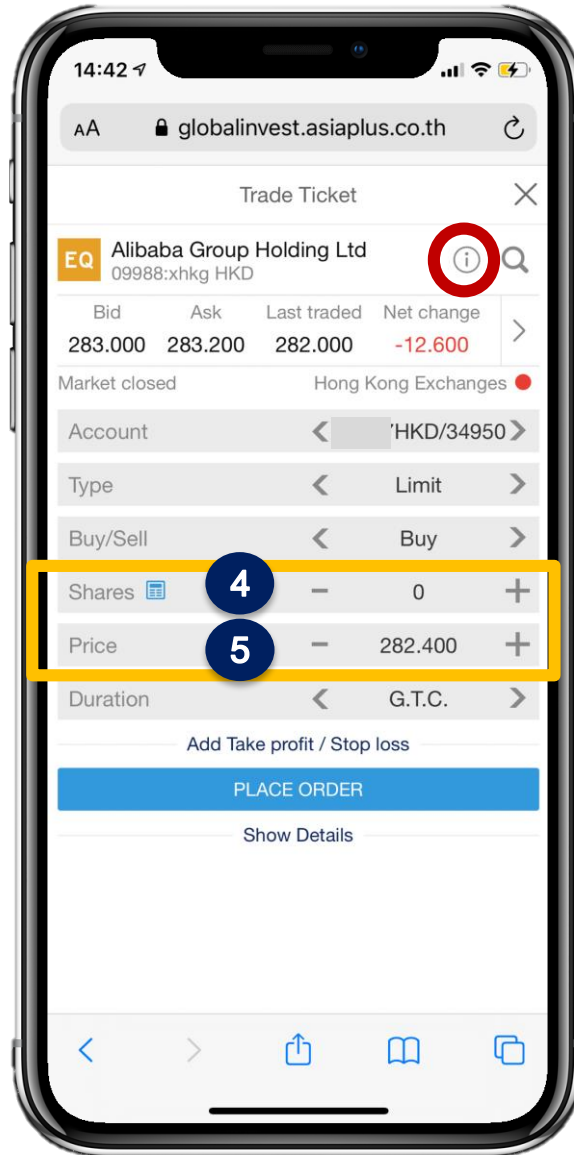 14:42
AA globalinvest.asiaplus.co.th
Trade Ticket
EQ Alibaba Group Holding Ltd
09988:xhkg HKD
Bid Ask Last traded Net change
283.000 283.200 282.000 -12.600
Market closed Hong Kong Exchanges
Account 'HKD/34950
Type Limit
Buy/Sell Buy
Shares 4 − 0 +
Price 5 − 282.400 +
Duration G.T.C.
Add Take profit / Stop loss
PLACE ORDER
Show Details